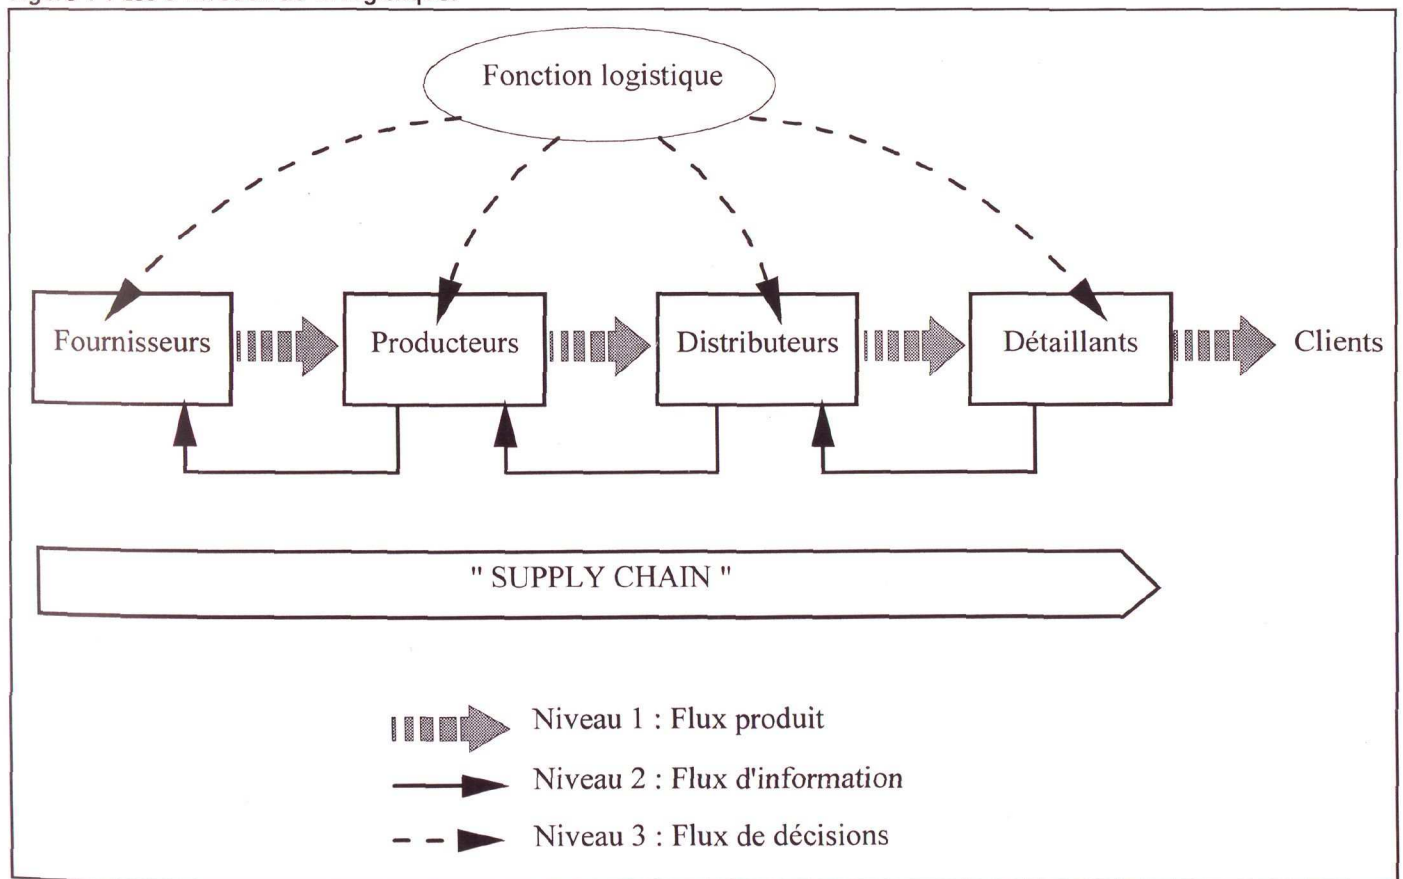 Fonction logistique
Fournisseurs
Producteurs
Distributeurs
Détaillants
Clients
" SUPPLY CHAIN "
Niveau 1 : Flux produit
Niveau 2 : Flux d'information
Niveau 3 : Flux de décisions